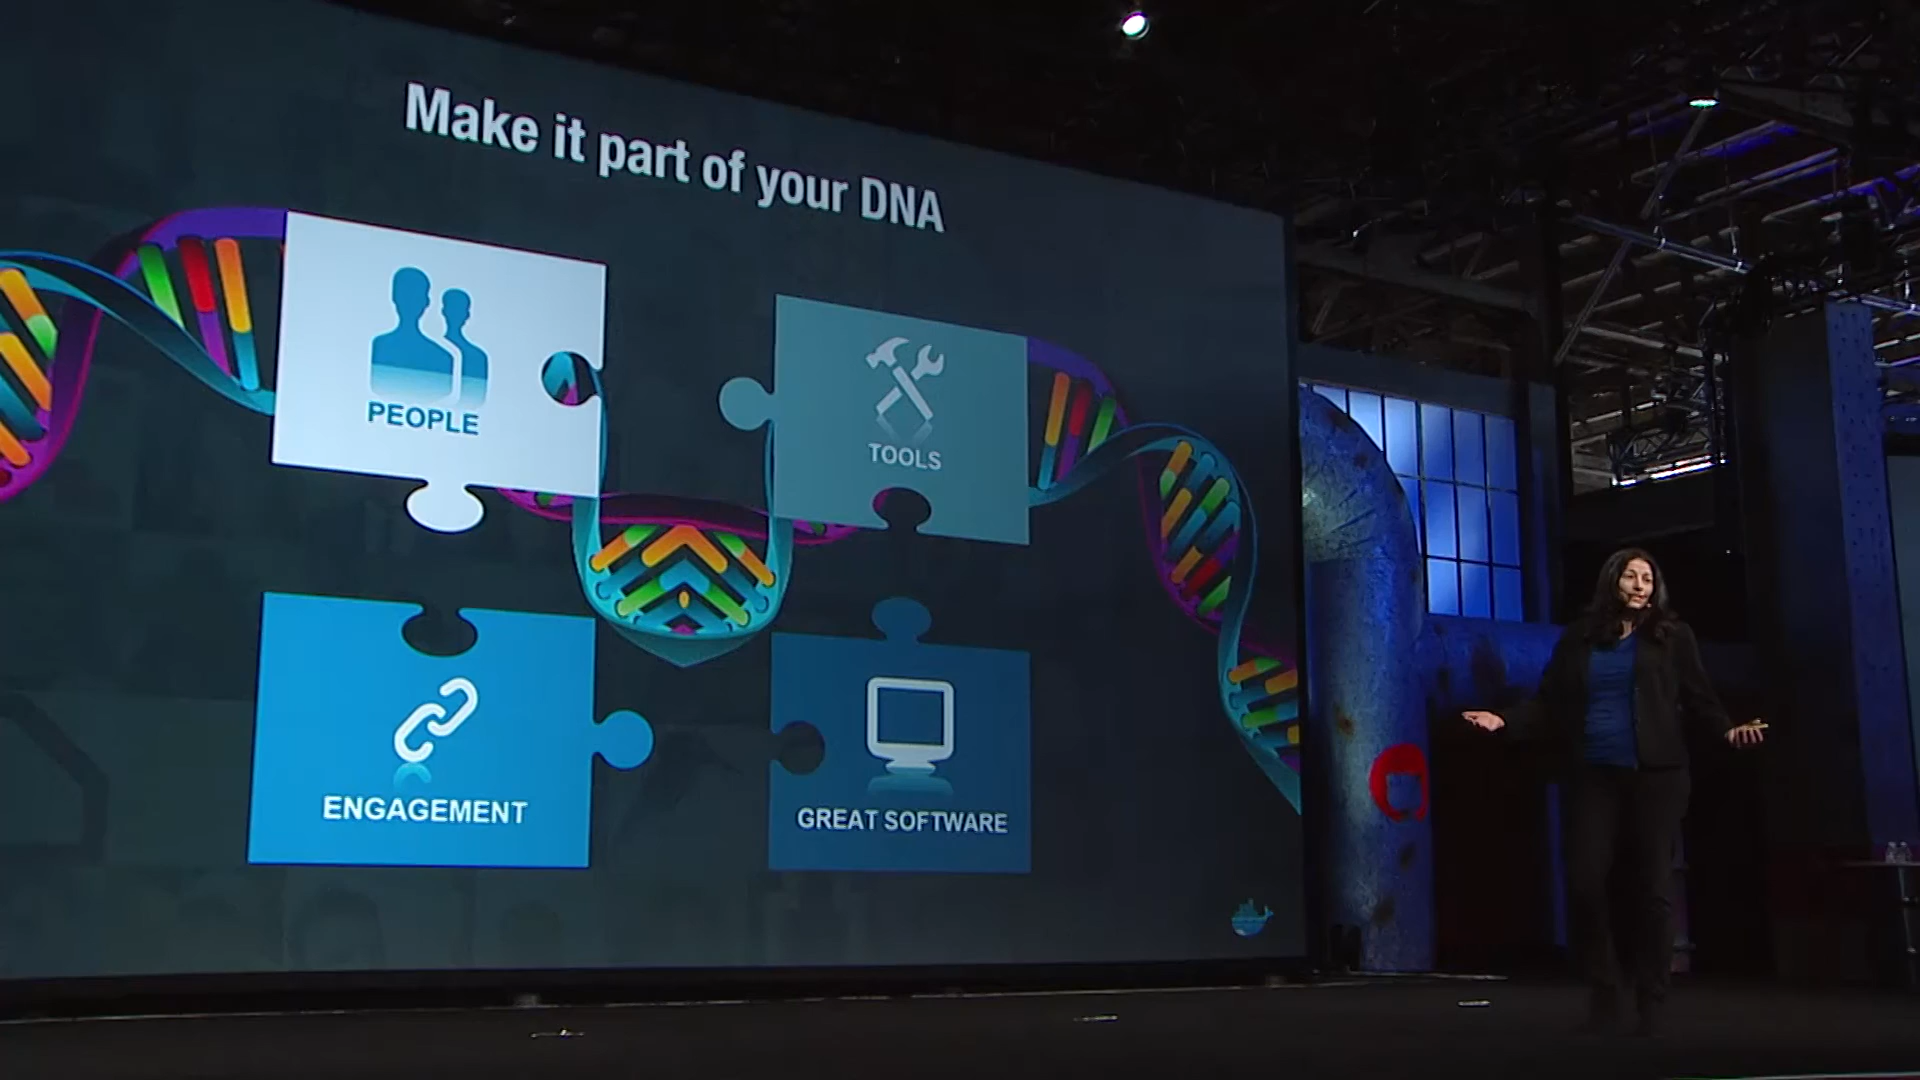 Make it part of your DNA
PEOPLE
TOOLS
ENGAGEMENT
GREAT SOFTWARE